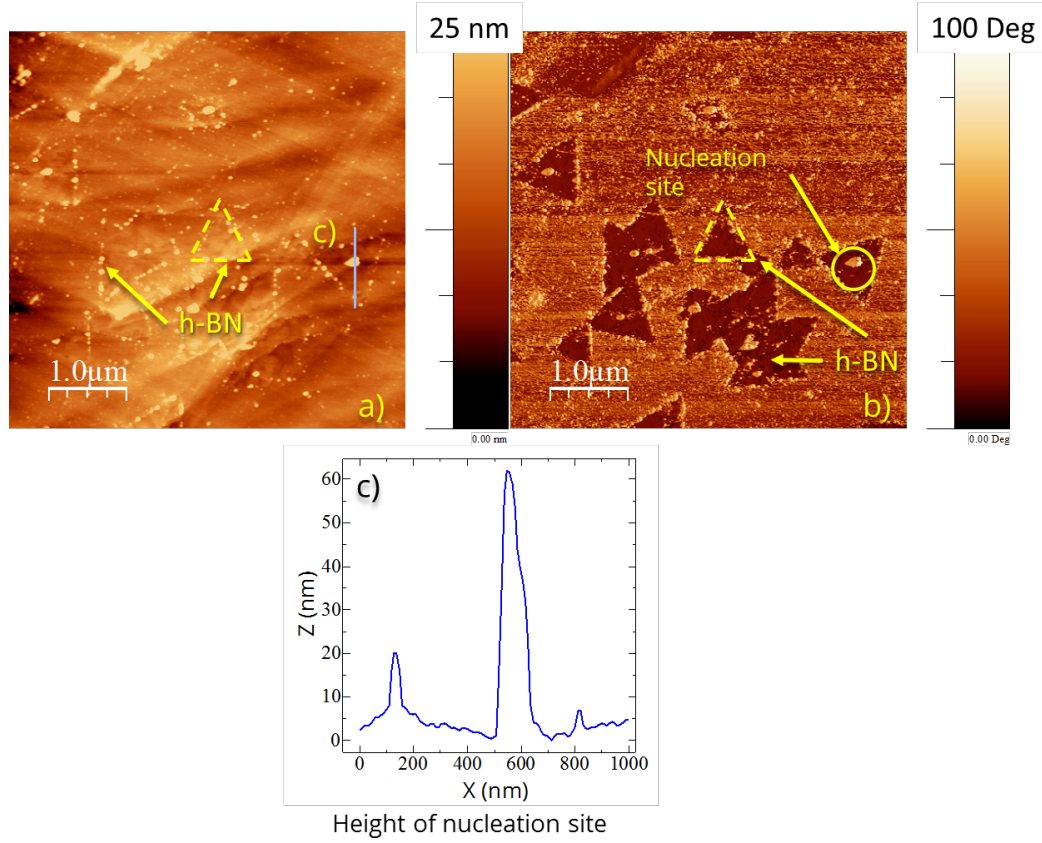 25 nm
100 Deg
Nucleation
site
c)
h-BN
h-BN
1.0µm
a)
1.0µm
b)
0.00 nm
0.00 Deg
c)
60
50
40
30
20
10
0
Z (nm)
0
200
400
600
800
1000
X (nm)
Height of nucleation site